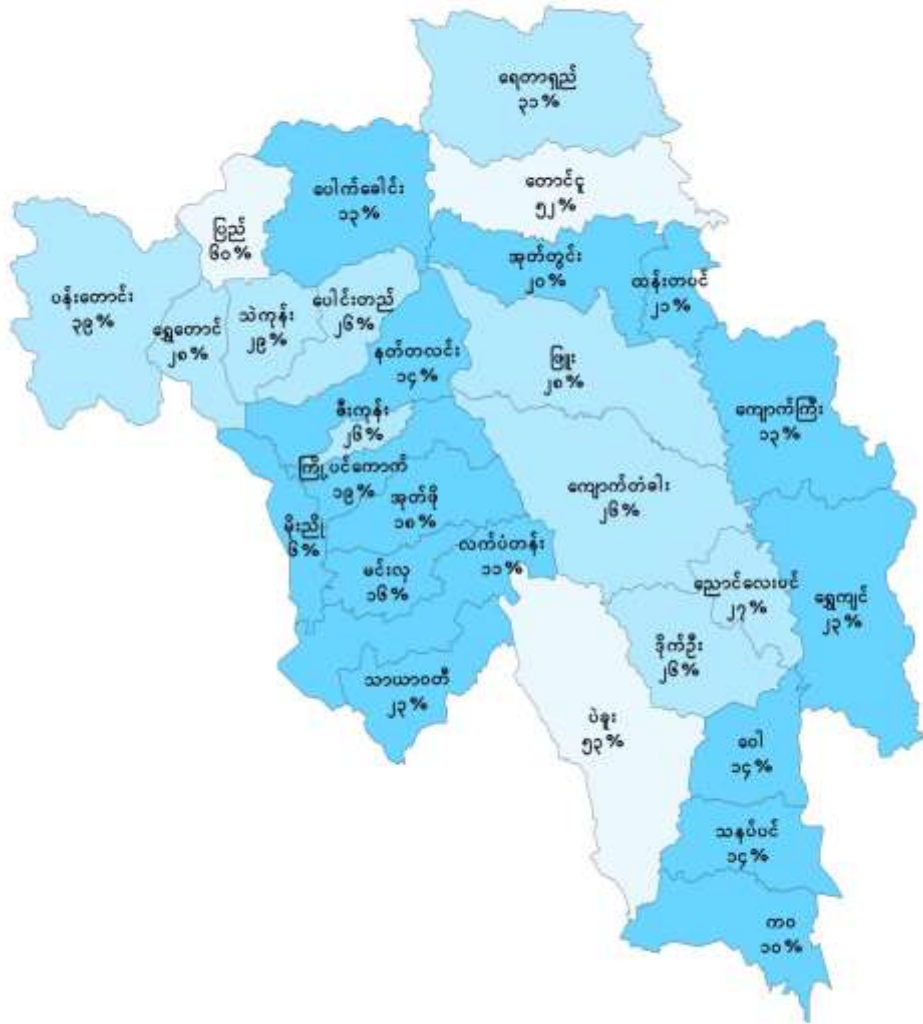 ရေတာရှည်
၃၁%
တောင်ငူ
၅၂%
ပေါက်ခေါင်း
၁၃%
ပြည်
၆၀%
အုတ်တွင်း
၂၀%
ထန်းတပင်
၂၁%
ပန်းတောင်း
၃၉%
ရွှေတောင်
၂၈%
သဲကုန်း
၂၉%
ပေါင်းတည်
၂၆%
နတ်တလင်း
၁၄%
ဖြူး
၂၈%
ကျောက်ကြီး
၁၃%
ဇီးကုန်း
၂၆%
ကြို့ပင်ကောက်
၁၉%
အုတ်ဖို
၁၈%
ကျောက်တံခါး
၂၆%
မိုးညို
၆%
မင်းလှ
၁၆%
လက်ပံတန်း
၁၁%
ညောင်လေးပင်
၂၇%
ရွှေကျင်
၂၃%
ဒိုက်ဦး
၂၆%
သာယာဝတီ
၂၃%
ပဲခူး
၅၃%
ဝေါ
၁၄%
သနပ်ပင်
၁၄%
ကဝ
၁၀%